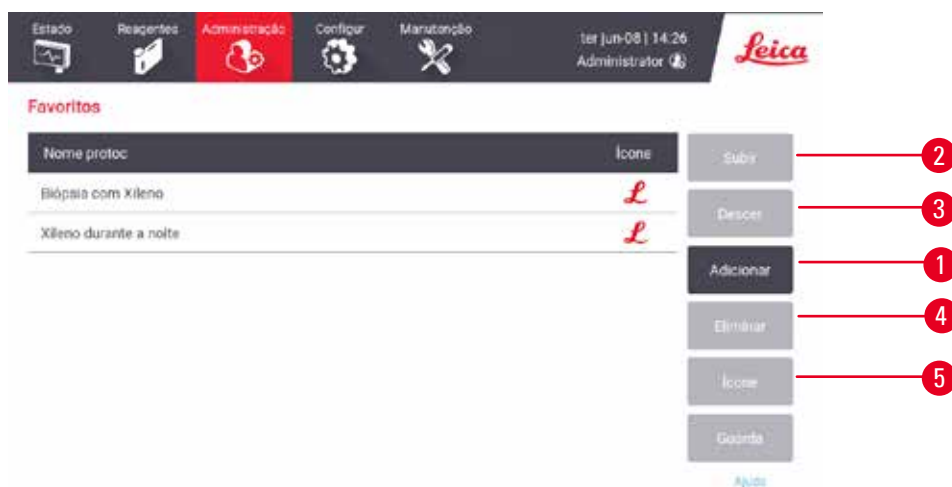 Estado Reagentes Administração Configur Manutenção
ter jun-08 | 14:26
Administrator
Leica
Favoritos
Nome protoc Ícone
Subir 2
Biópsia com Xileno L
Descer 3
Xileno durante a noite L
Adicionar 1
Eliminar 4
Ícone 5
Guarda
Ajuda